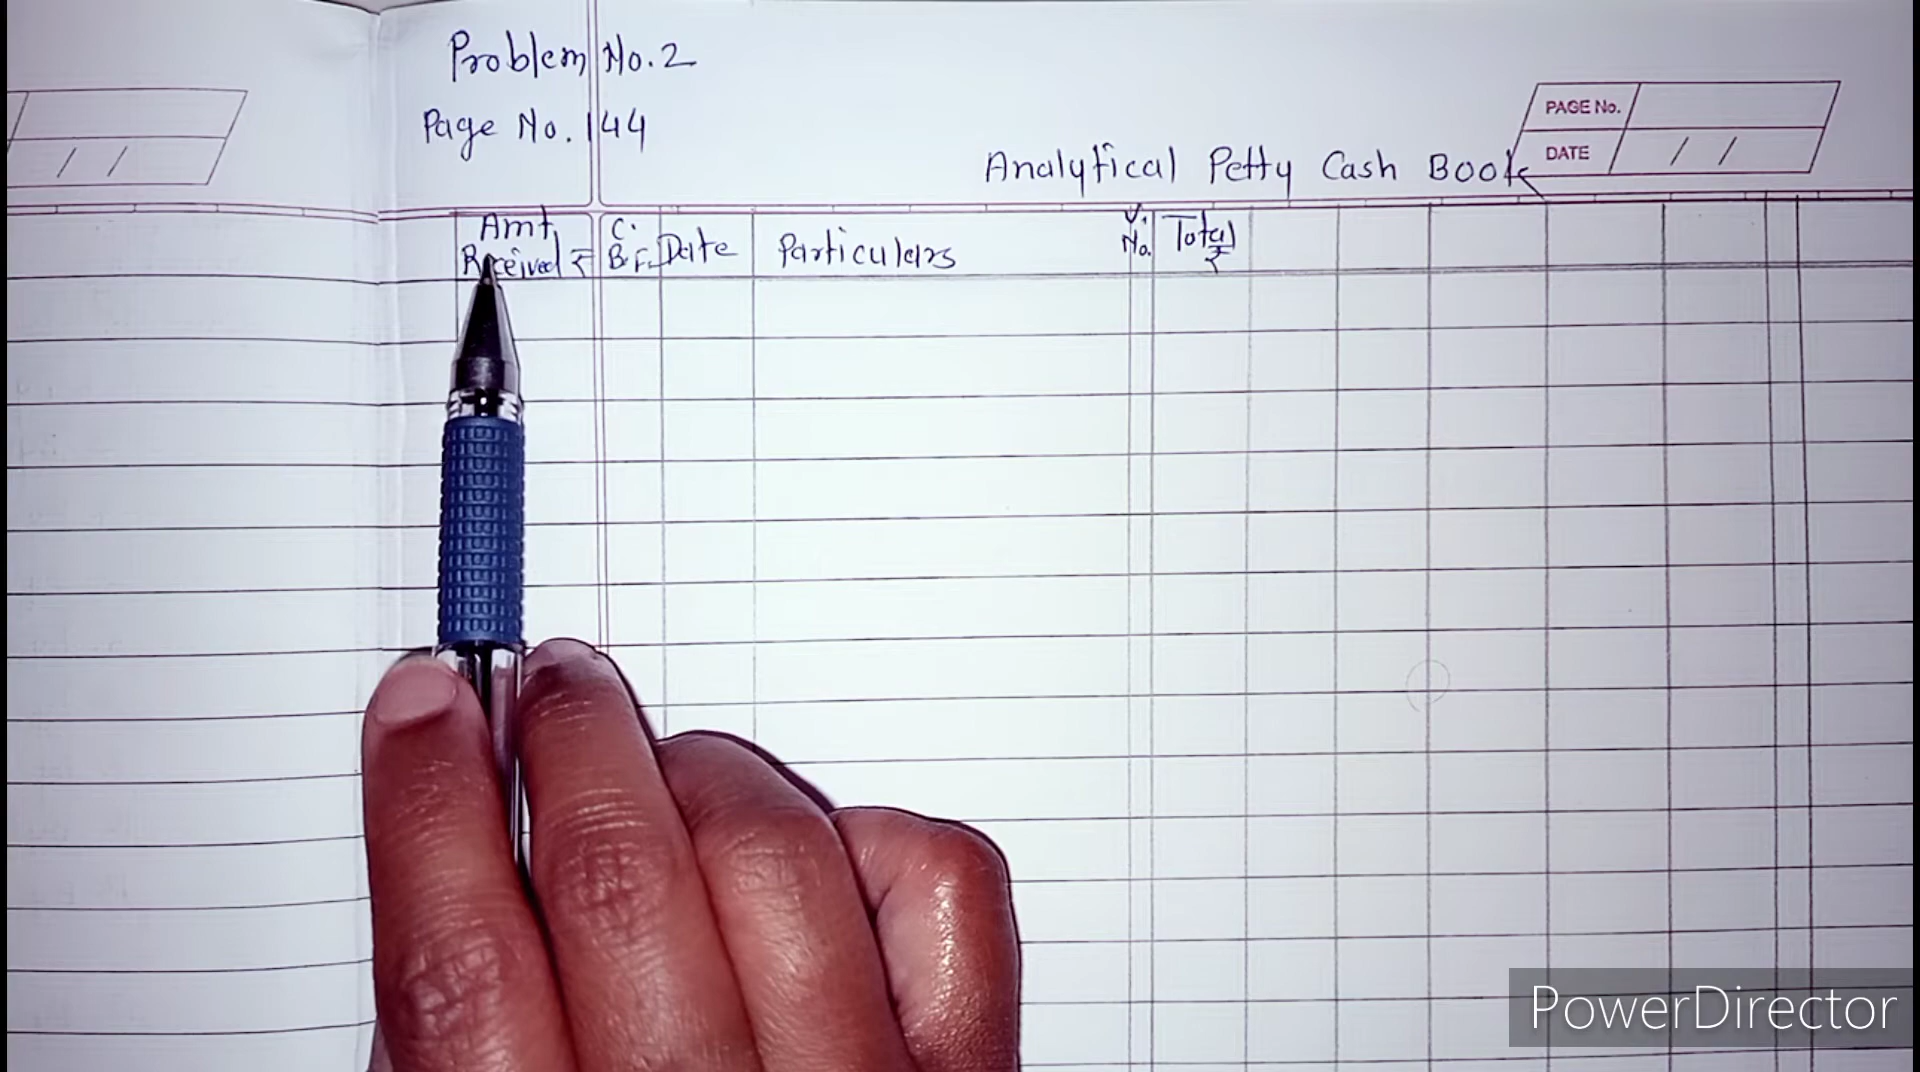 Problem No. 2
Page No. 144
PAGE No.
DATE / /
/ /
Analytical Petty Cash Book
Amt Received ₹
C. B. F.
Date
Particulars
V. No.
Total ₹
PowerDirector